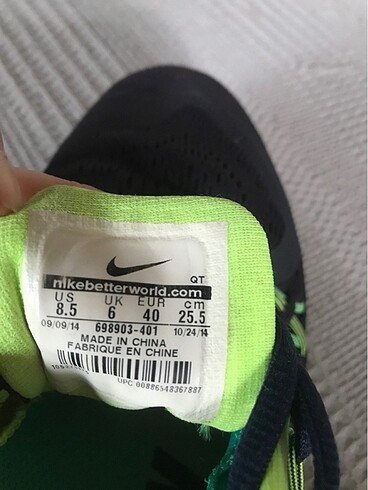 QT
nikebetterworld.com
US UK EUR cm
8.5 6 40 25.5
09/09/14 698903-401 10/24/14
MADE IN CHINA
FABRIQUE EN CHINE
UPC 00886548367887